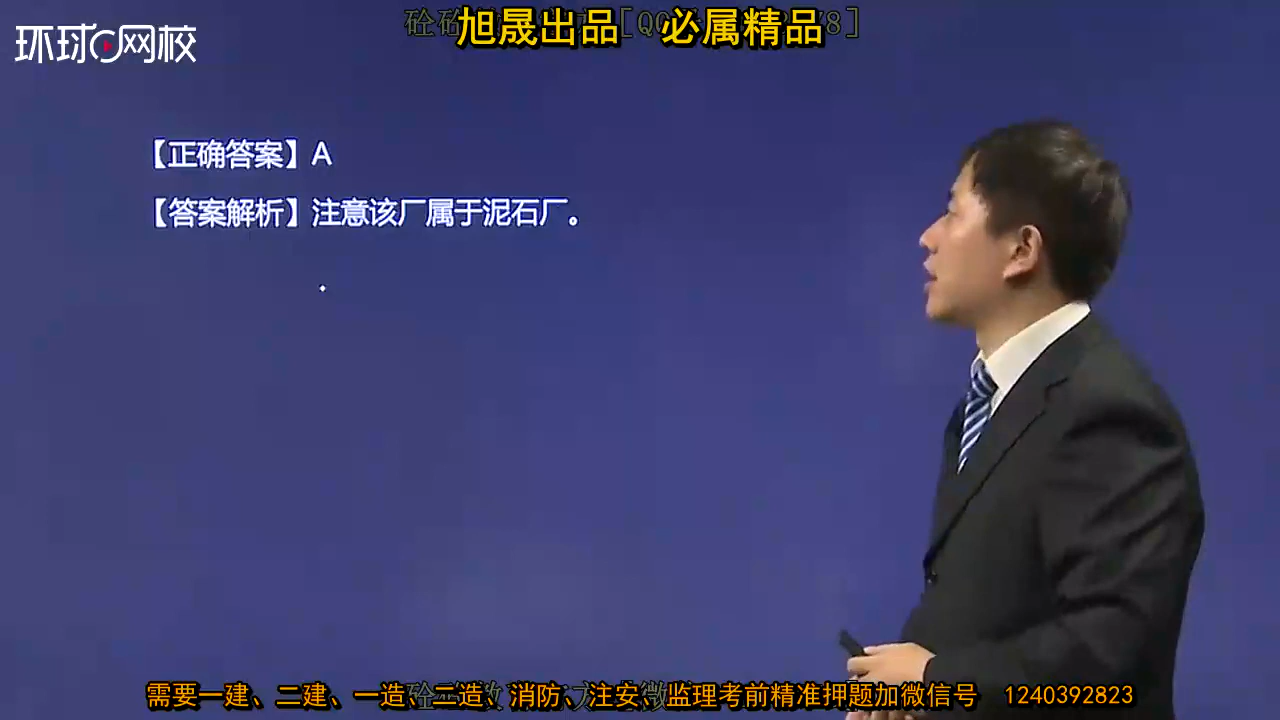 环球网校
旭晟出品 必属精品
【正确答案】A
【答案解析】注意该厂属于泥石厂。
需要一建、二建、一造、二造、消防、注安、监理考前精准押题加微信号 1240392823